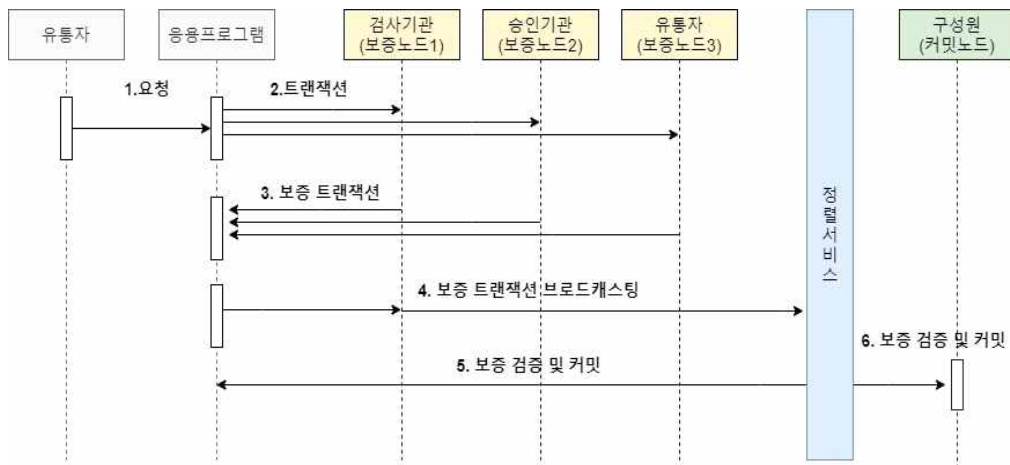 유통자
응용프로그램
검사기관
(보증노드1)
승인기관
(보증노드2)
유통자
(보증노드3)
구성원
(커밋노드)
1.요청
2.트랜잭션
3. 보증 트랜잭션
정렬서비스
4. 보증 트랜잭션 브로드캐스팅
6. 보증 검증 및 커밋
5. 보증 검증 및 커밋